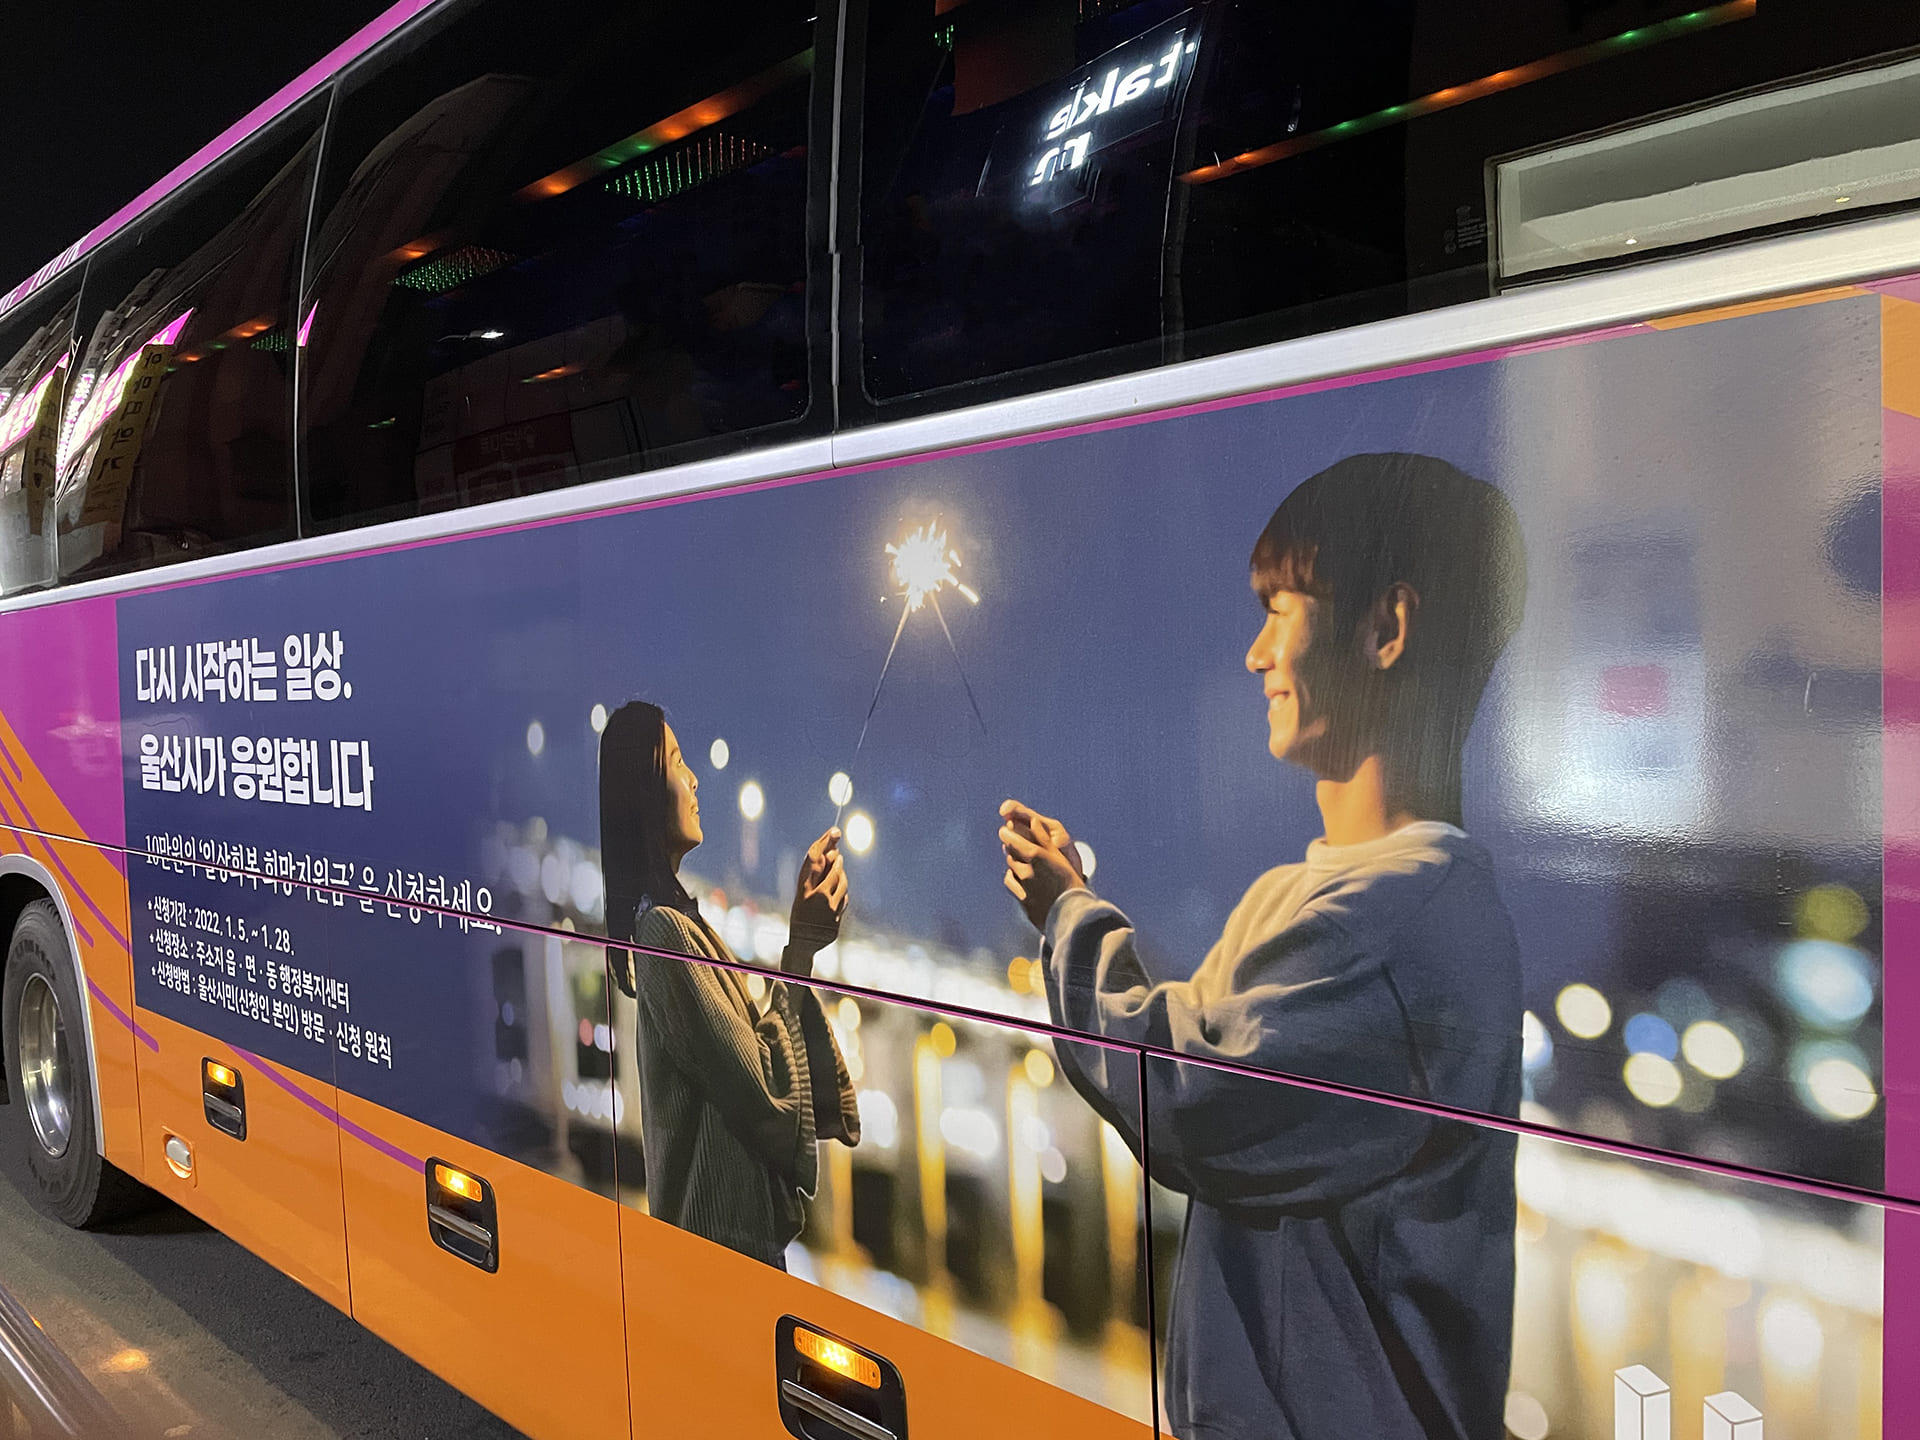 take
다시 시작하는 일상.
울산시가 응원합니다
10만원의 '일상회복 희망지원금' 을 신청하세요.
* 신청기간 : 2022. 1. 5. ~ 1. 28.
* 신청장소 : 주소지 읍 · 면 · 동 행정복지센터
* 신청방법 : 울산시민(신청인 본인) 방문 · 신청 원칙